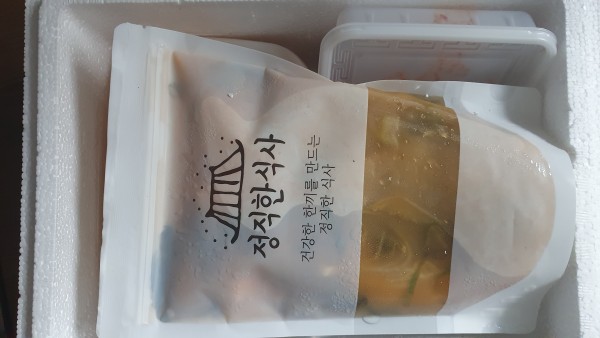 정직한식사
건강한 한끼를 만드는
정직한 식사